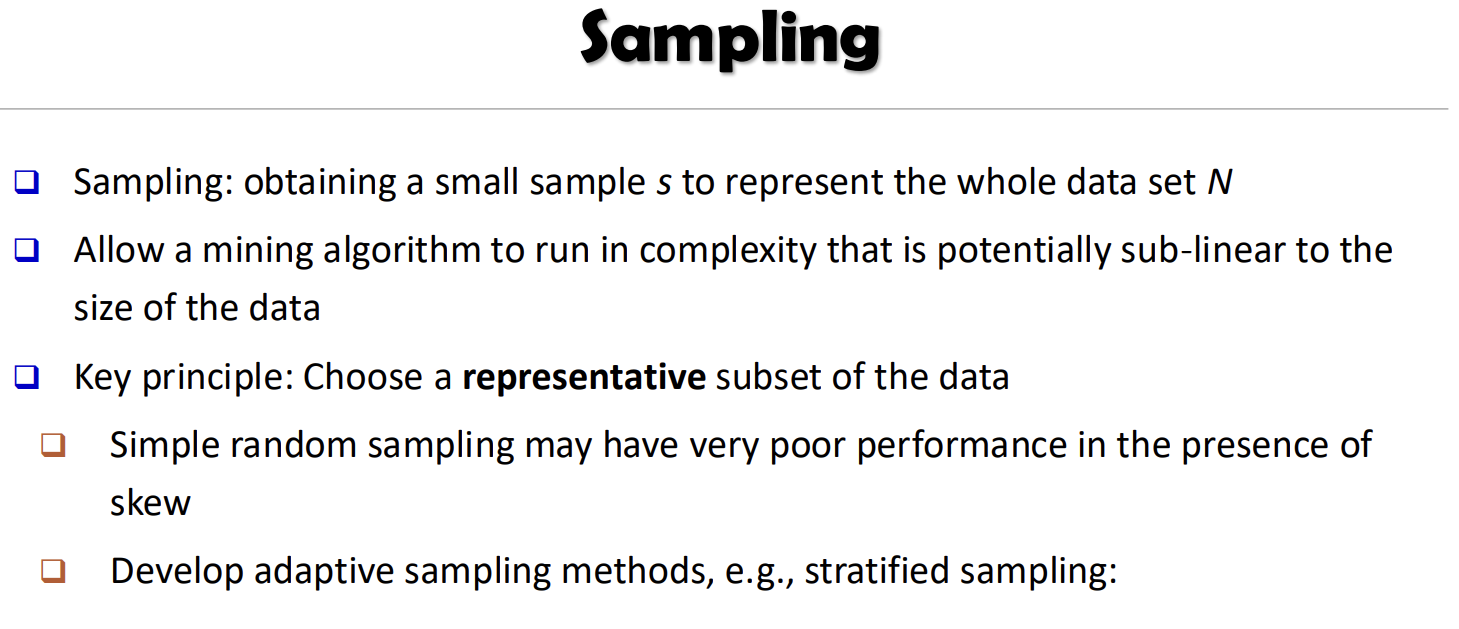 Sampling
❑ Sampling: obtaining a small sample s to represent the whole data set N
❑ Allow a mining algorithm to run in complexity that is potentially sub-linear to the
size of the data
❑ Key principle: Choose a representative subset of the data
❑ Simple random sampling may have very poor performance in the presence of
skew
❑ Develop adaptive sampling methods, e.g., stratified sampling: